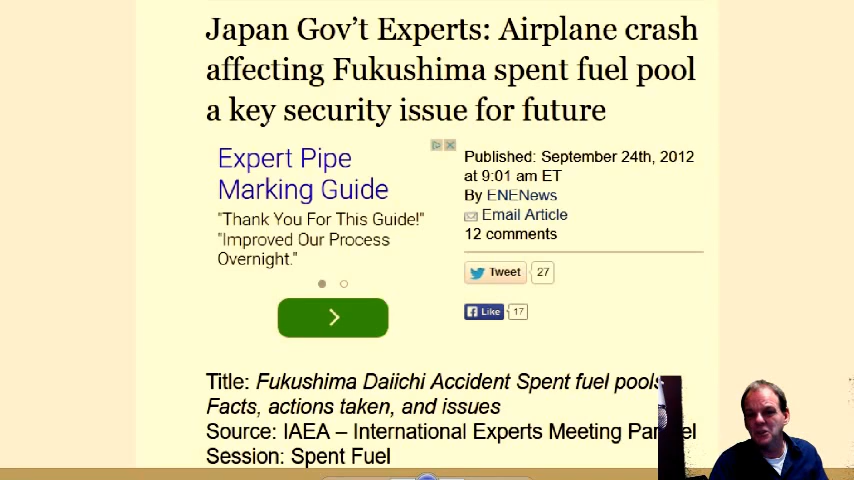 Japan Gov't Experts: Airplane crash
affecting Fukushima spent fuel pool
a key security issue for future
Expert Pipe
Marking Guide
"Thank You For This Guide!"
"Improved Our Process
Overnight."
Published: September 24th, 2012
at 9:01 am ET
By ENENews
Email Article
12 comments
Tweet 27
Like 17
Title: Fukushima Daiichi Accident Spent fuel pools
Facts, actions taken, and issues
Source: IAEA – International Experts Meeting
Session: Spent Fuel